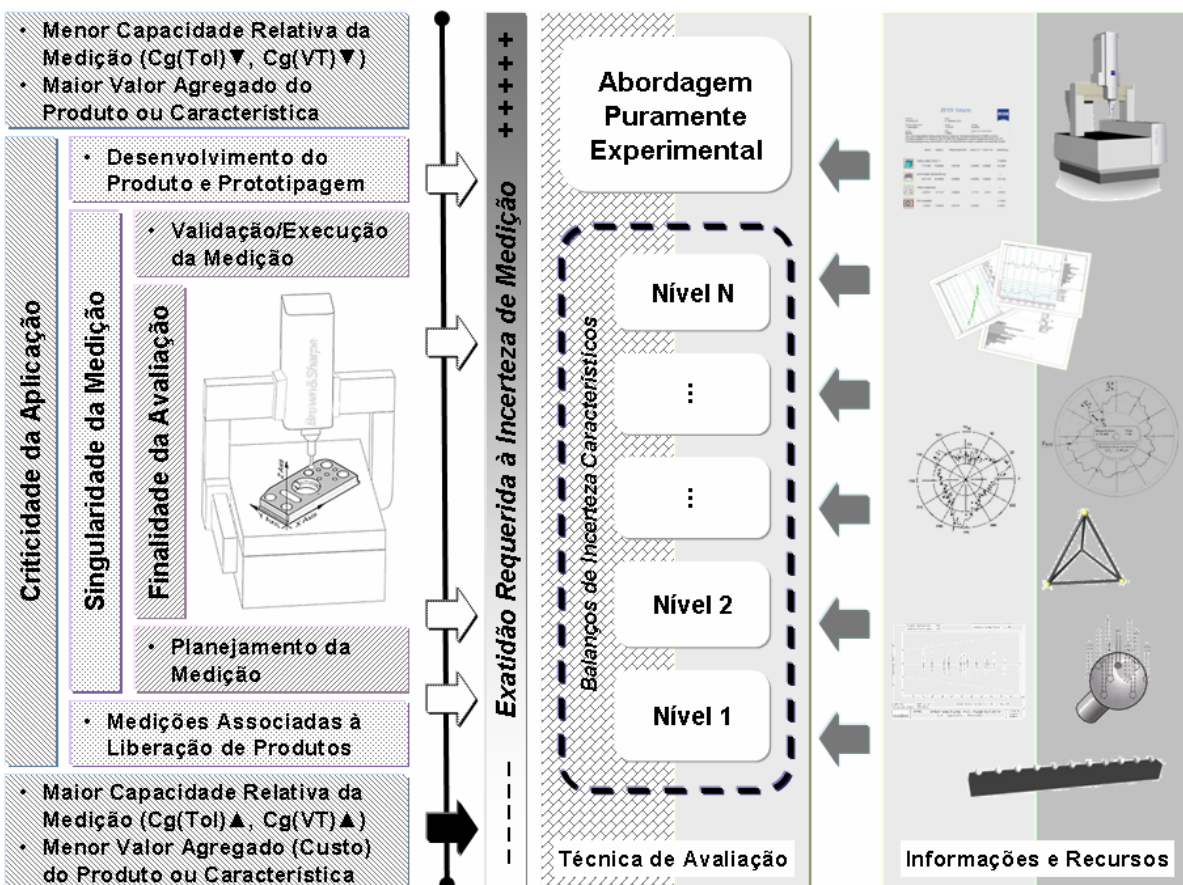 • Menor Capacidade Relativa da
Medição (Cg(Tol)▼, Cg(VT)▼)
• Maior Valor Agregado do
Produto ou Característica
• Desenvolvimento do
Produto e Prototipagem
• Validação/Execução
da Medição
Criticidade da Aplicação
Singularidade da Medição
Finalidade da Avaliação
Brown&Sharpe
X Axis
• Planejamento da
Medição
• Medições Associadas à
Liberação de Produtos
• Maior Capacidade Relativa da
Medição (Cg(Tol)▲, Cg(VT)▲)
• Menor Valor Agregado (Custo)
do Produto ou Característica
+ + + + + +
Exatidão Requerida à Incerteza de Medição
– – – – – –
Abordagem
Puramente
Experimental
Balanços de Incerteza Característicos
Nível N
...
...
Nível 2
Nível 1
Técnica de Avaliação
Informações e Recursos